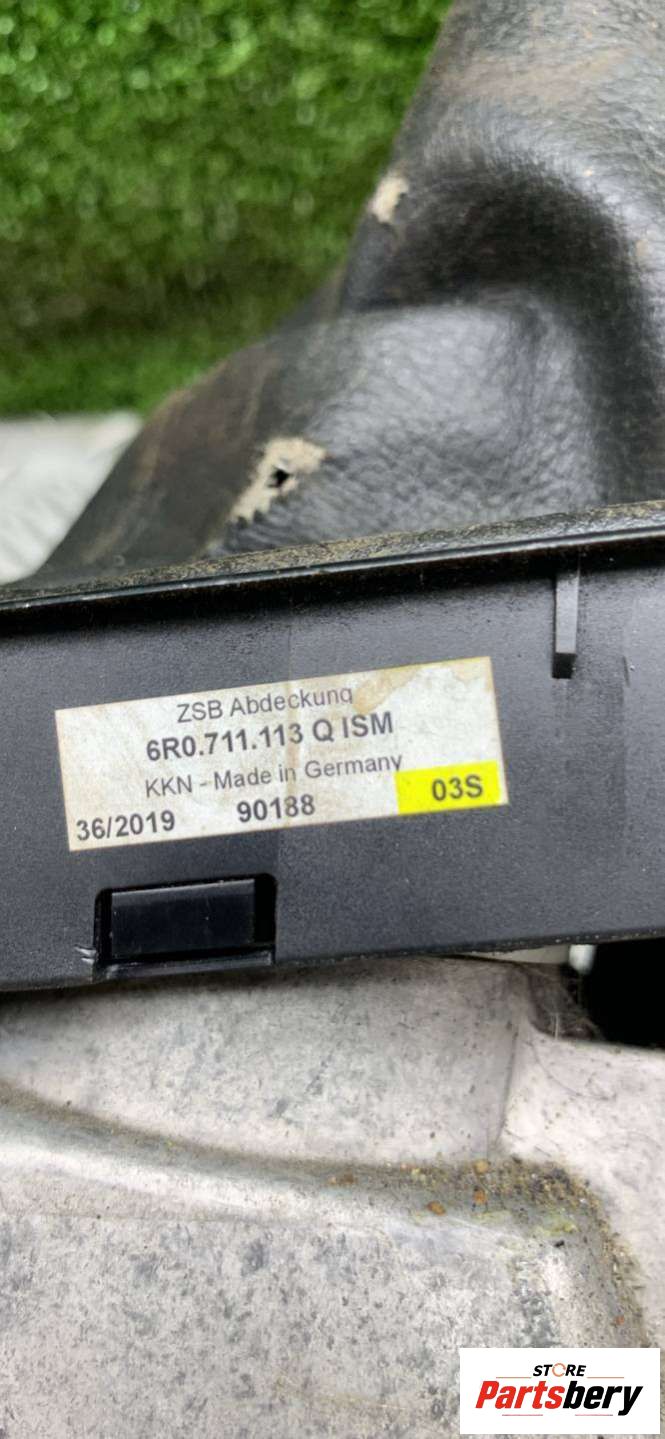 ZSB Abdeckung
6R0.711.113 Q ISM
KKN - Made in Germany
36/2019 90188 03S
STORE
Partsbery